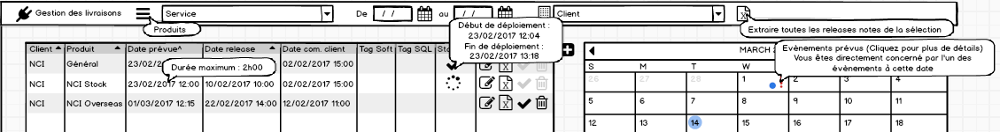 Gestion des livraisons Service De / / au / / Client
Produits
Extraire toutes les releases notes de la sélection
Début de déploiement :
23/02/2017 12:04
Fin de déploiement :
23/02/2017 13:18
Evènements prévus (Cliquez pour plus de détails)
Vous êtes directement concerné par l'un des
évènements à cette date
Client Produit Date prévue^ Date release Date com. client Tag Soft Tag SQL
NCI Général 23/02/2 02/02/2017 15:00
Durée maximum : 2h00
NCI NCI Stock 23/02/2017 12:00 10/02/2017 10:00 02/02/2017 15:00
NCI NCI Overseas 01/03/2017 12:15 22/02/2017 14:00 12/02/2017 11:00
MARCH
S M T W
26 27 28 1 2 3 4
5 6 7 8 9 10 11
12 13 14 15 16 17 18